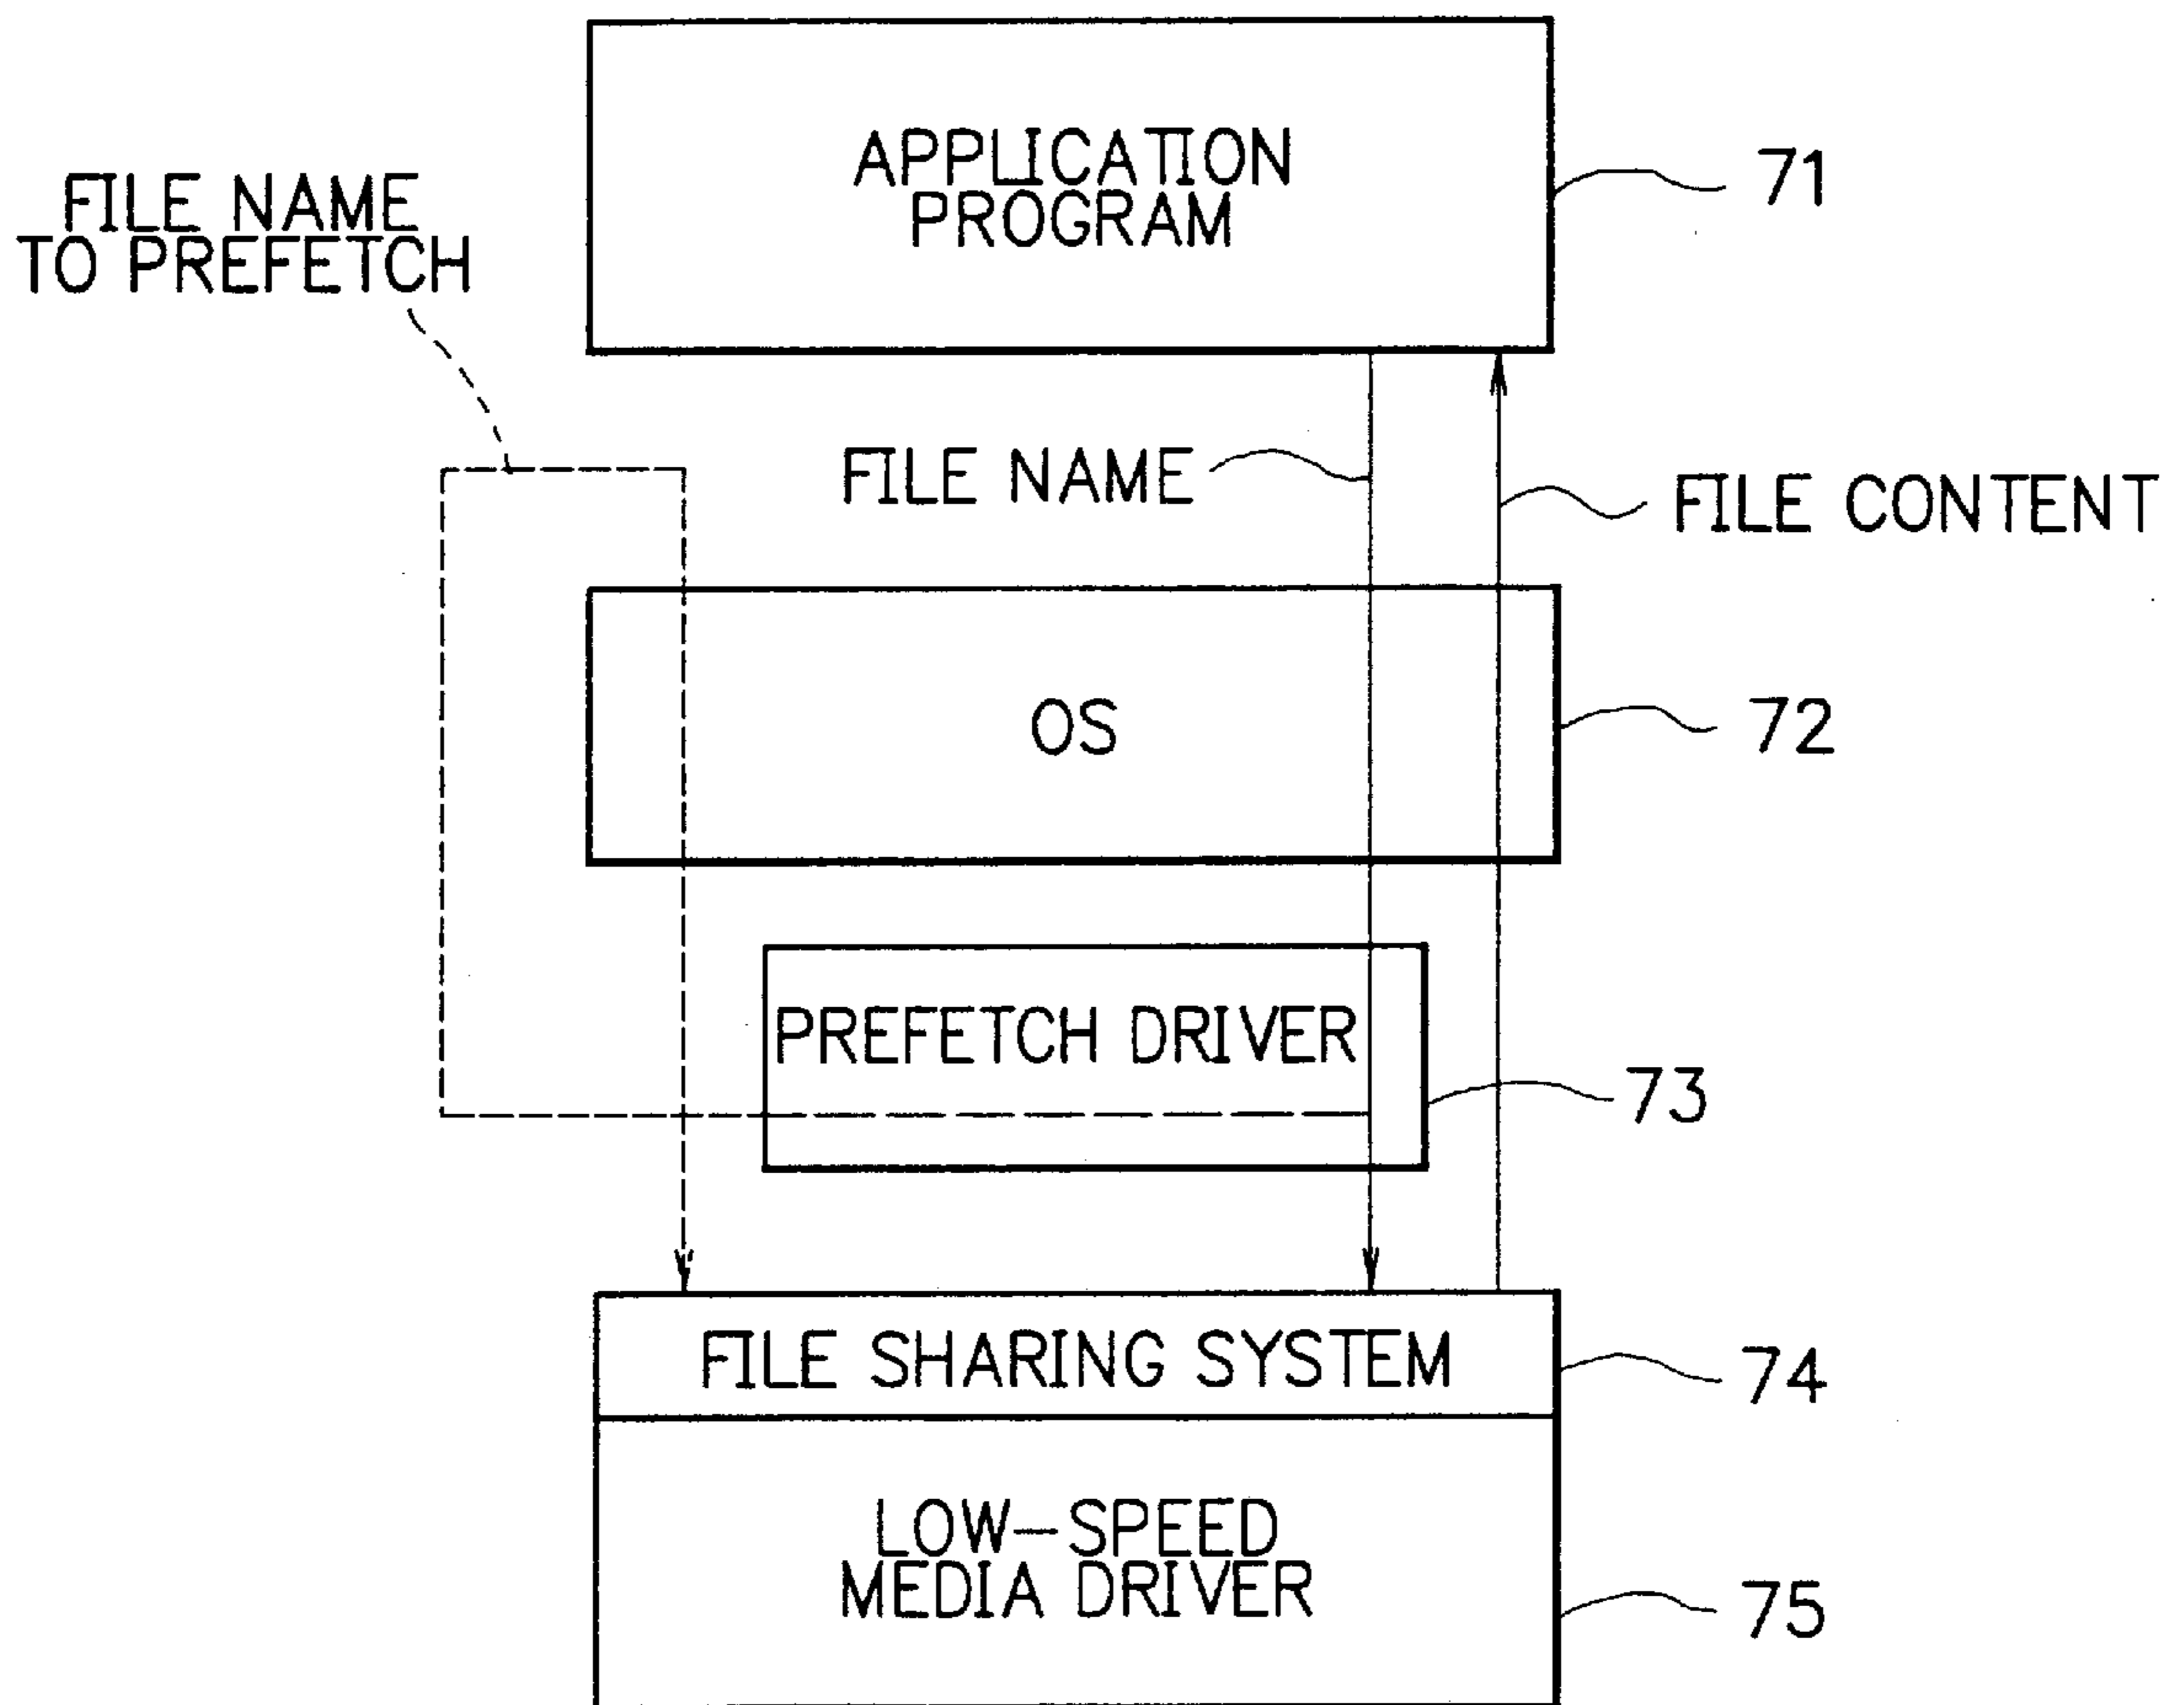 APPLICATION
PROGRAM
71
FILE NAME
TO PREFETCH
FILE NAME
FILE CONTENT
OS
72
PREFETCH DRIVER
73
FILE SHARING SYSTEM
74
LOW-SPEED
MEDIA DRIVER
75